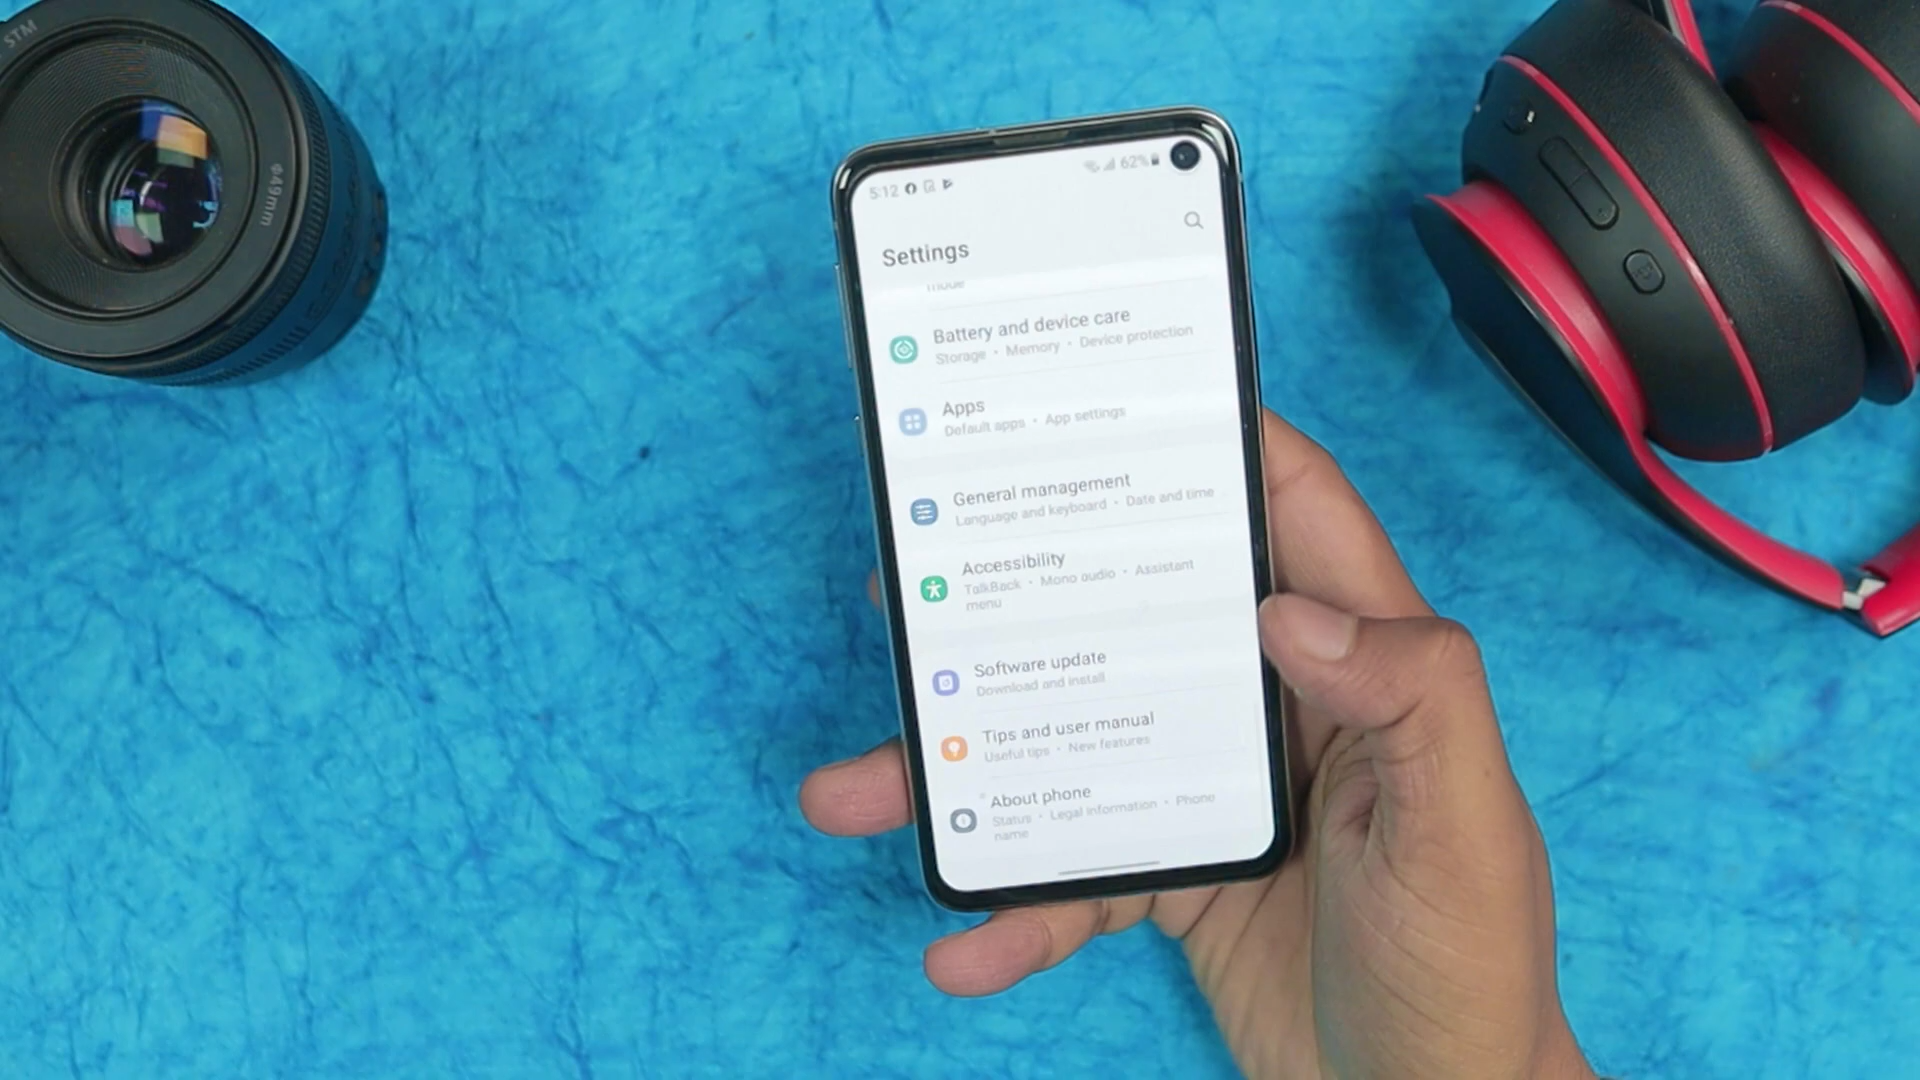 STM
Φ49mm
5:12
62%
Settings
mode
Battery and device care
Storage • Memory • Device protection
Apps
Default apps • App settings
General management
Language and keyboard • Date and time
Accessibility
TalkBack • Mono audio • Assistant
menu
Software update
Download and install
Tips and user manual
Useful tips • New features
About phone
Status • Legal information • Phone
name